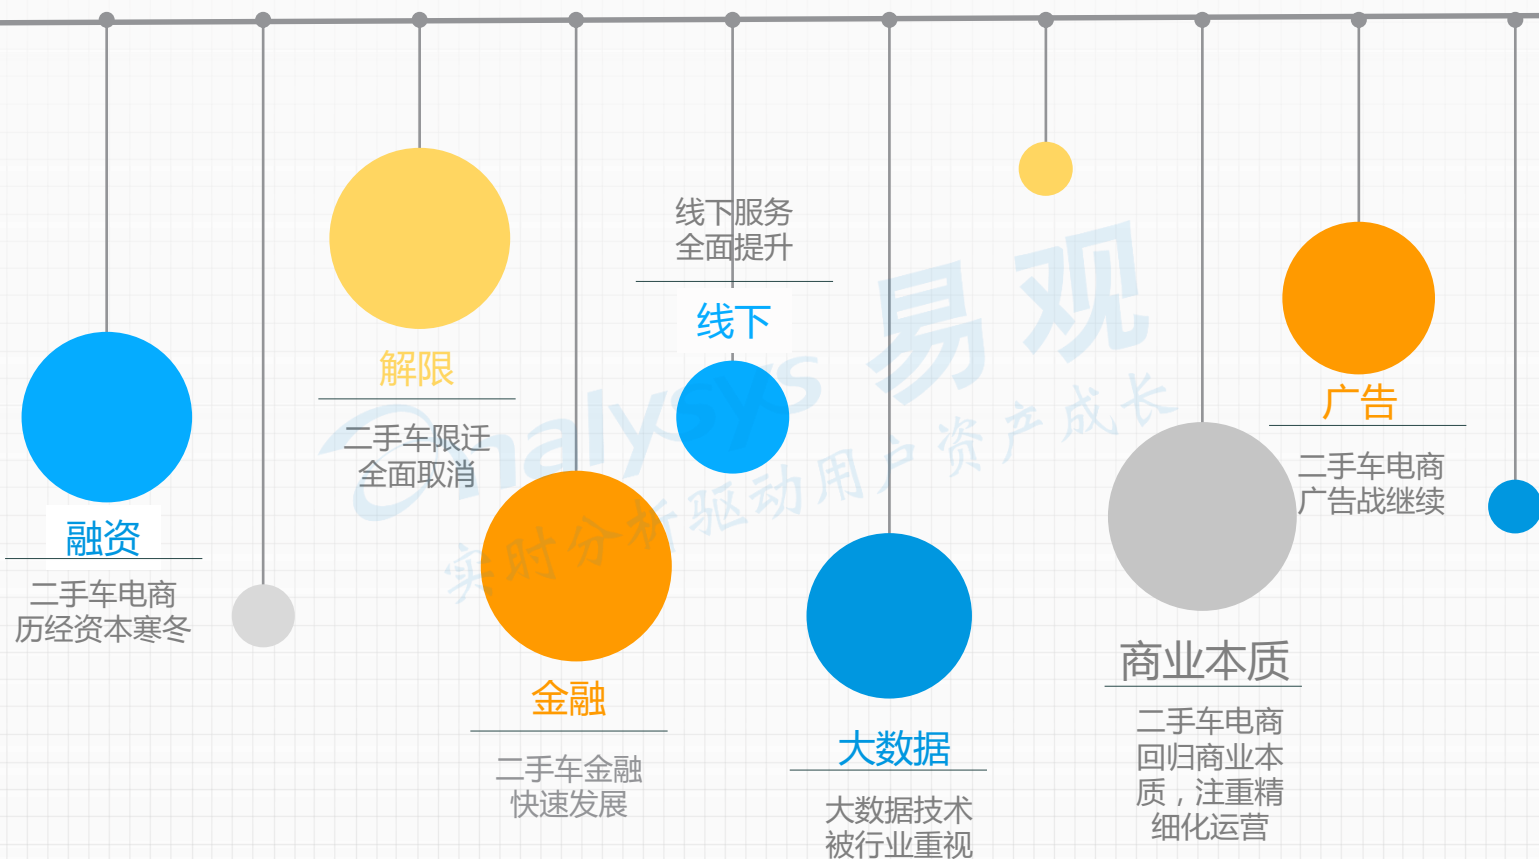 融资
二手车电商
历经资本寒冬
解限
二手车限迁
全面取消
金融
二手车金融
快速发展
线下服务
全面提升
线下
大数据
大数据技术
被行业重视
商业本质
二手车电商
回归商业本
质，注重精
细化运营
广告
二手车电商
广告战继续
analysys 易观
实时分析驱动用户资产成长